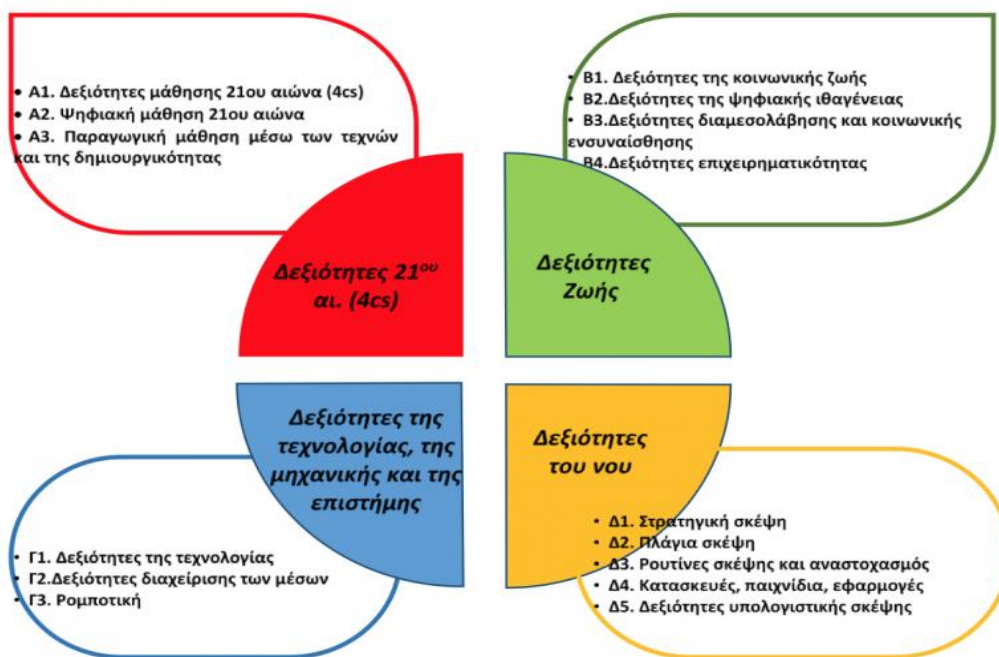 • Α1. Δεξιότητες μάθησης 21ου αιώνα (4cs)
• Α2. Ψηφιακή μάθηση 21ου αιώνα
• Α3. Παραγωγική μάθηση μέσω των τεχνών
και της δημιουργικότητας
• Β1. Δεξιότητες της κοινωνικής ζωής
• Β2.Δεξιότητες της ψηφιακής ιθαγένειας
• Β3.Δεξιότητες διαμεσολάβησης και κοινωνικής
ενσυναίσθησης
Β4.Δεξιότητες επιχειρηματικότητας
Δεξιότητες 21ου
αι. (4cs)
Δεξιότητες
Ζωής
Δεξιότητες της
τεχνολογίας, της
μηχανικής και της
επιστήμης
Δεξιότητες
του νου
• Γ1. Δεξιότητες της τεχνολογίας
• Γ2.Δεξιότητες διαχείρισης των μέσων
• Γ3. Ρομποτική
• Δ1. Στρατηγική σκέψη
• Δ2. Πλάγια σκέψη
• Δ3. Ρουτίνες σκέψης και αναστοχασμός
• Δ4. Κατασκευές, παιχνίδια, εφαρμογές
• Δ5. Δεξιότητες υπολογιστικής σκέψης